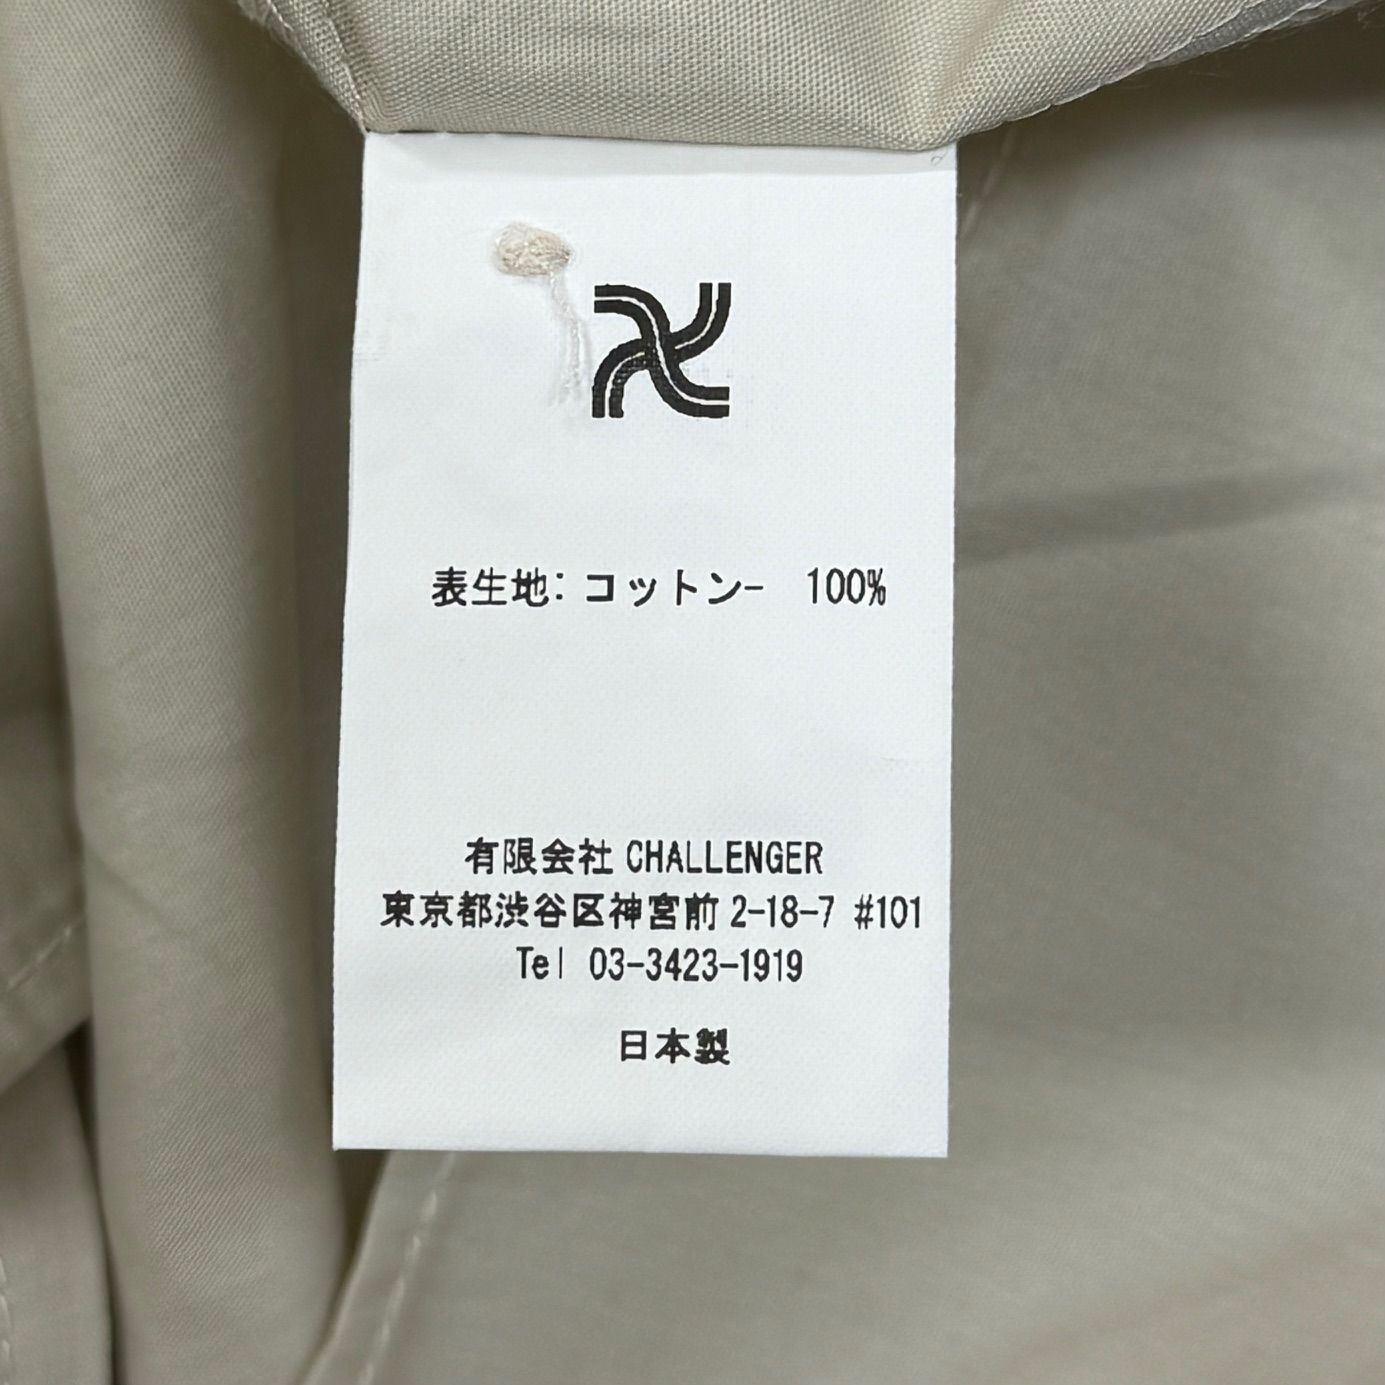 表生地: コットン- 100%
有限会社 CHALLENGER
東京都渋谷区神宮前 2-18-7 #101
Tel 03-3423-1919
日本製